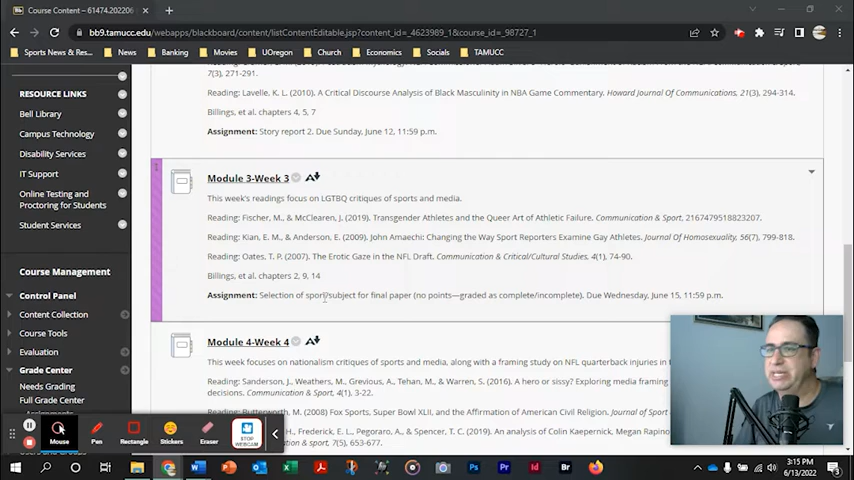 Course Content – 61474.202206
bb9.tamucc.edu/webapps/blackboard/content/listContentEditable.jsp?content_id=_4623989_1&course_id=_98727_1
Sports News & Res...
News
Banking
Movies
UOregon
Church
Economics
Socials
TAMUCC
RESOURCE LINKS
Bell Library
Campus Technology
Disability Services
IT Support
Online Testing and
Proctoring for Students
Student Services
Course Management
Control Panel
Content Collection
Course Tools
Evaluation
Grade Center
Needs Grading
Full Grade Center
7(3), 271-291.
Reading: Lavelle. K. L. (2010). A Critical Discourse Analysis of Black Masculinity in NBA Game Commentary. Howard Journal Of Communications, 21(3), 294-314.
Billings, et al. chapters 4, 5, 7
Assignment: Story report 2. Due Sunday, June 12, 11:59 p.m.
Module 3-Week 3
This week's readings focus on LGTBQ critiques of sports and media.
Reading: Fischer, M., & McClearen, J. (2019). Transgender Athletes and the Queer Art of Athletic Failure. Communication & Sport, 2167479518823207.
Reading: Kian, E. M., & Anderson, E. (2009). John Amaechi: Changing the Way Sport Reporters Examine Gay Athletes. Journal Of Homosexuality, 56(7), 799-818.
Reading: Oates, T. P. (2007). The Erotic Gaze in the NFL Draft. Communication & Critical/Cultural Studies, 4(1), 74-90.
Billings, et al. chapters 2, 9, 14
Assignment: Selection of sport/subject for final paper (no points—graded as complete/incomplete). Due Wednesday, June 15, 11:59 p.m.
Module 4-Week 4
This week focuses on nationalism critiques of sports and media, along with a framing study on NFL quarterback injuries in
Reading: Sanderson, J., Weathers, M., Grevious, A., Tehan, M., & Warren, S. (2016). A hero or sissy? Exploring media framing
decisions. Communication & Sport, 4(1), 3-22.
Reading: Butterworth, M. (2008) Fox Sports, Super Bowl XLII, and the Affirmation of American Civil Religion. Journal of Sport
E. L., Pegoraro, A., & Spencer, T. C. (2019). An analysis of Colin Kaepernick, Megan Rapino
& sport, 7(5), 653-677.
Mouse
Pen
Rectangle
Stickers
Eraser
STOP
WEBCAM
3:15 PM
6/13/2022